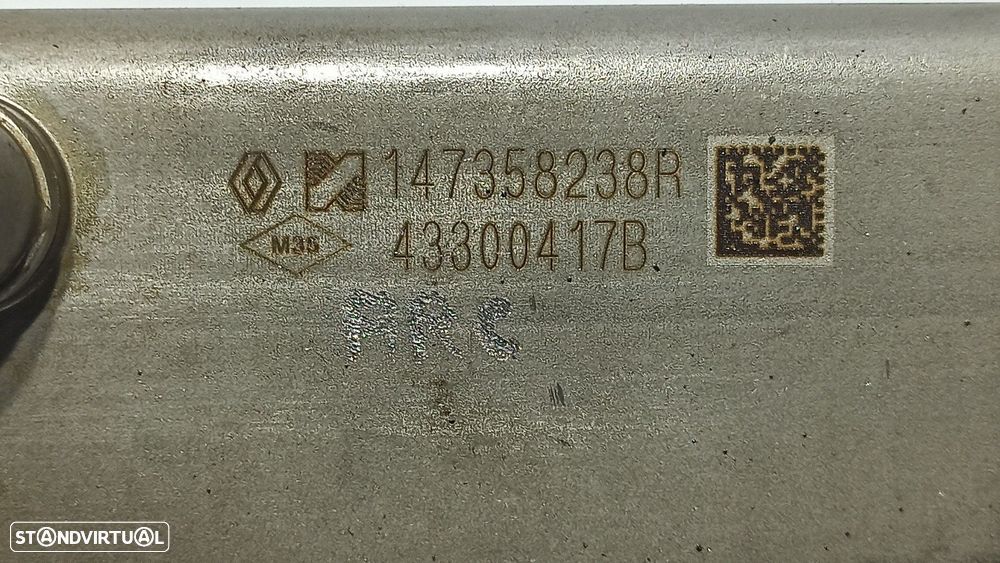 147358238R
M35 43300417B
ARC
STANDVIRTUAL